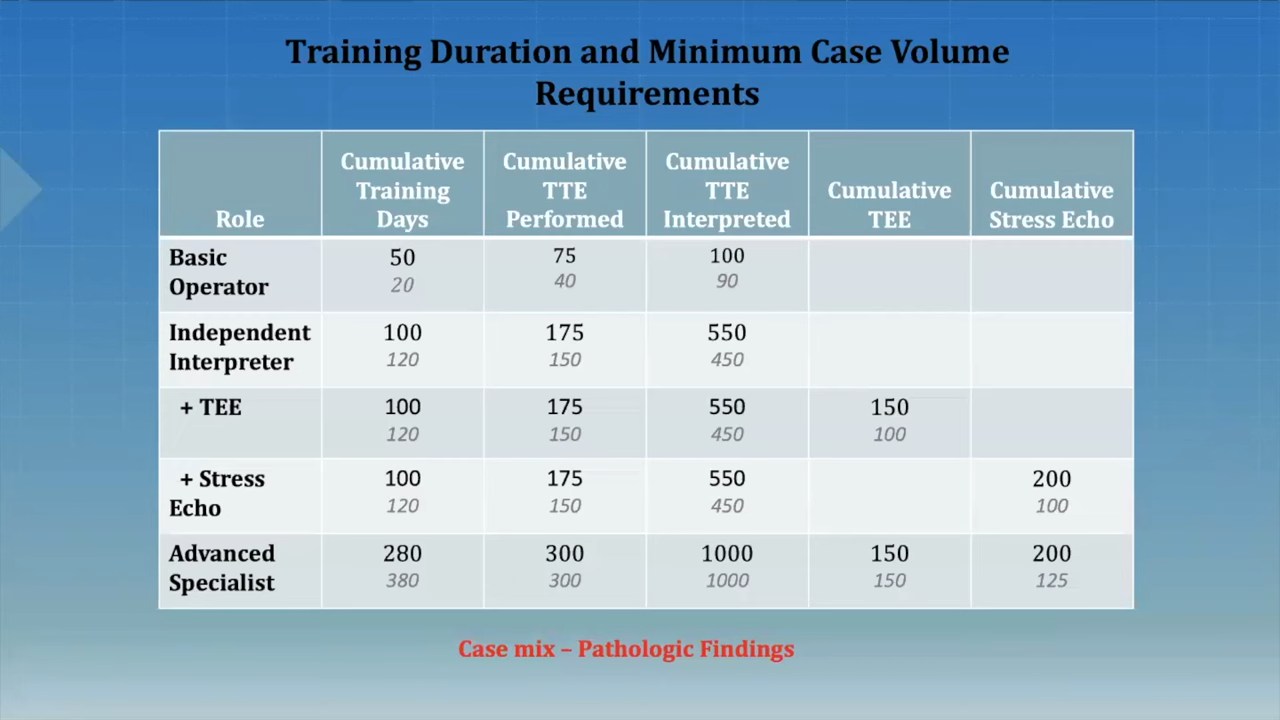 Training Duration and Minimum Case Volume
Requirements
Role
Cumulative
Training
Days
Cumulative
TTE
Performed
Cumulative
TTE
Interpreted
Cumulative
TEE
Cumulative
Stress Echo
Basic
Operator
50
20
75
40
100
90
Independent
Interpreter
100
120
175
150
550
450
+ TEE
100
120
175
150
550
450
150
100
+ Stress
Echo
100
120
175
150
550
450
200
100
Advanced
Specialist
280
380
300
300
1000
1000
150
150
200
125
Case mix – Pathologic Findings